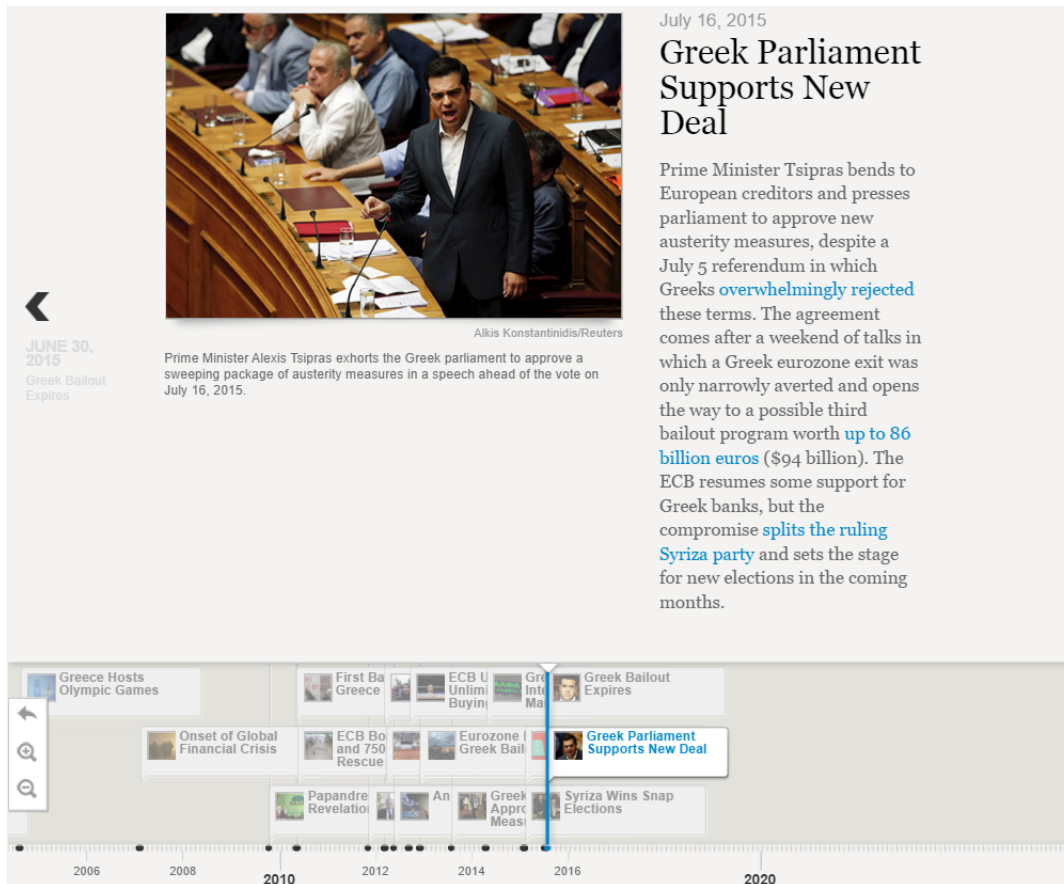 July 16, 2015
Greek Parliament
Supports New
Deal
Prime Minister Tsipras bends to
European creditors and presses
parliament to approve new
austerity measures, despite a
July 5 referendum in which
Greeks overwhelmingly rejected
these terms. The agreement
comes after a weekend of talks in
which a Greek eurozone exit was
only narrowly averted and opens
the way to a possible third
bailout program worth up to 86
billion euros ($94 billion). The
ECB resumes some support for
Greek banks, but the
compromise splits the ruling
Syriza party and sets the stage
for new elections in the coming
months.
Alkis Konstantinidis/Reuters
Prime Minister Alexis Tsipras exhorts the Greek parliament to approve a
sweeping package of austerity measures in a speech ahead of the vote on
July 16, 2015.
JUNE 30,
2015
Greek Bailout
Expires
Greece Hosts
Olympic Games
First Ba
Greece
ECB U
Unlimi
Buying
Gre
Inte
Ma
Greek Bailout
Expires
Onset of Global
Financial Crisis
ECB Bo
and 750
Rescue
Eurozone
Greek Bail
Greek Parliament
Supports New Deal
Papandre
Revelatio
An
Greek
Appro
Measu
Syriza Wins Snap
Elections
2006
2008
2010
2012
2014
2016
2020